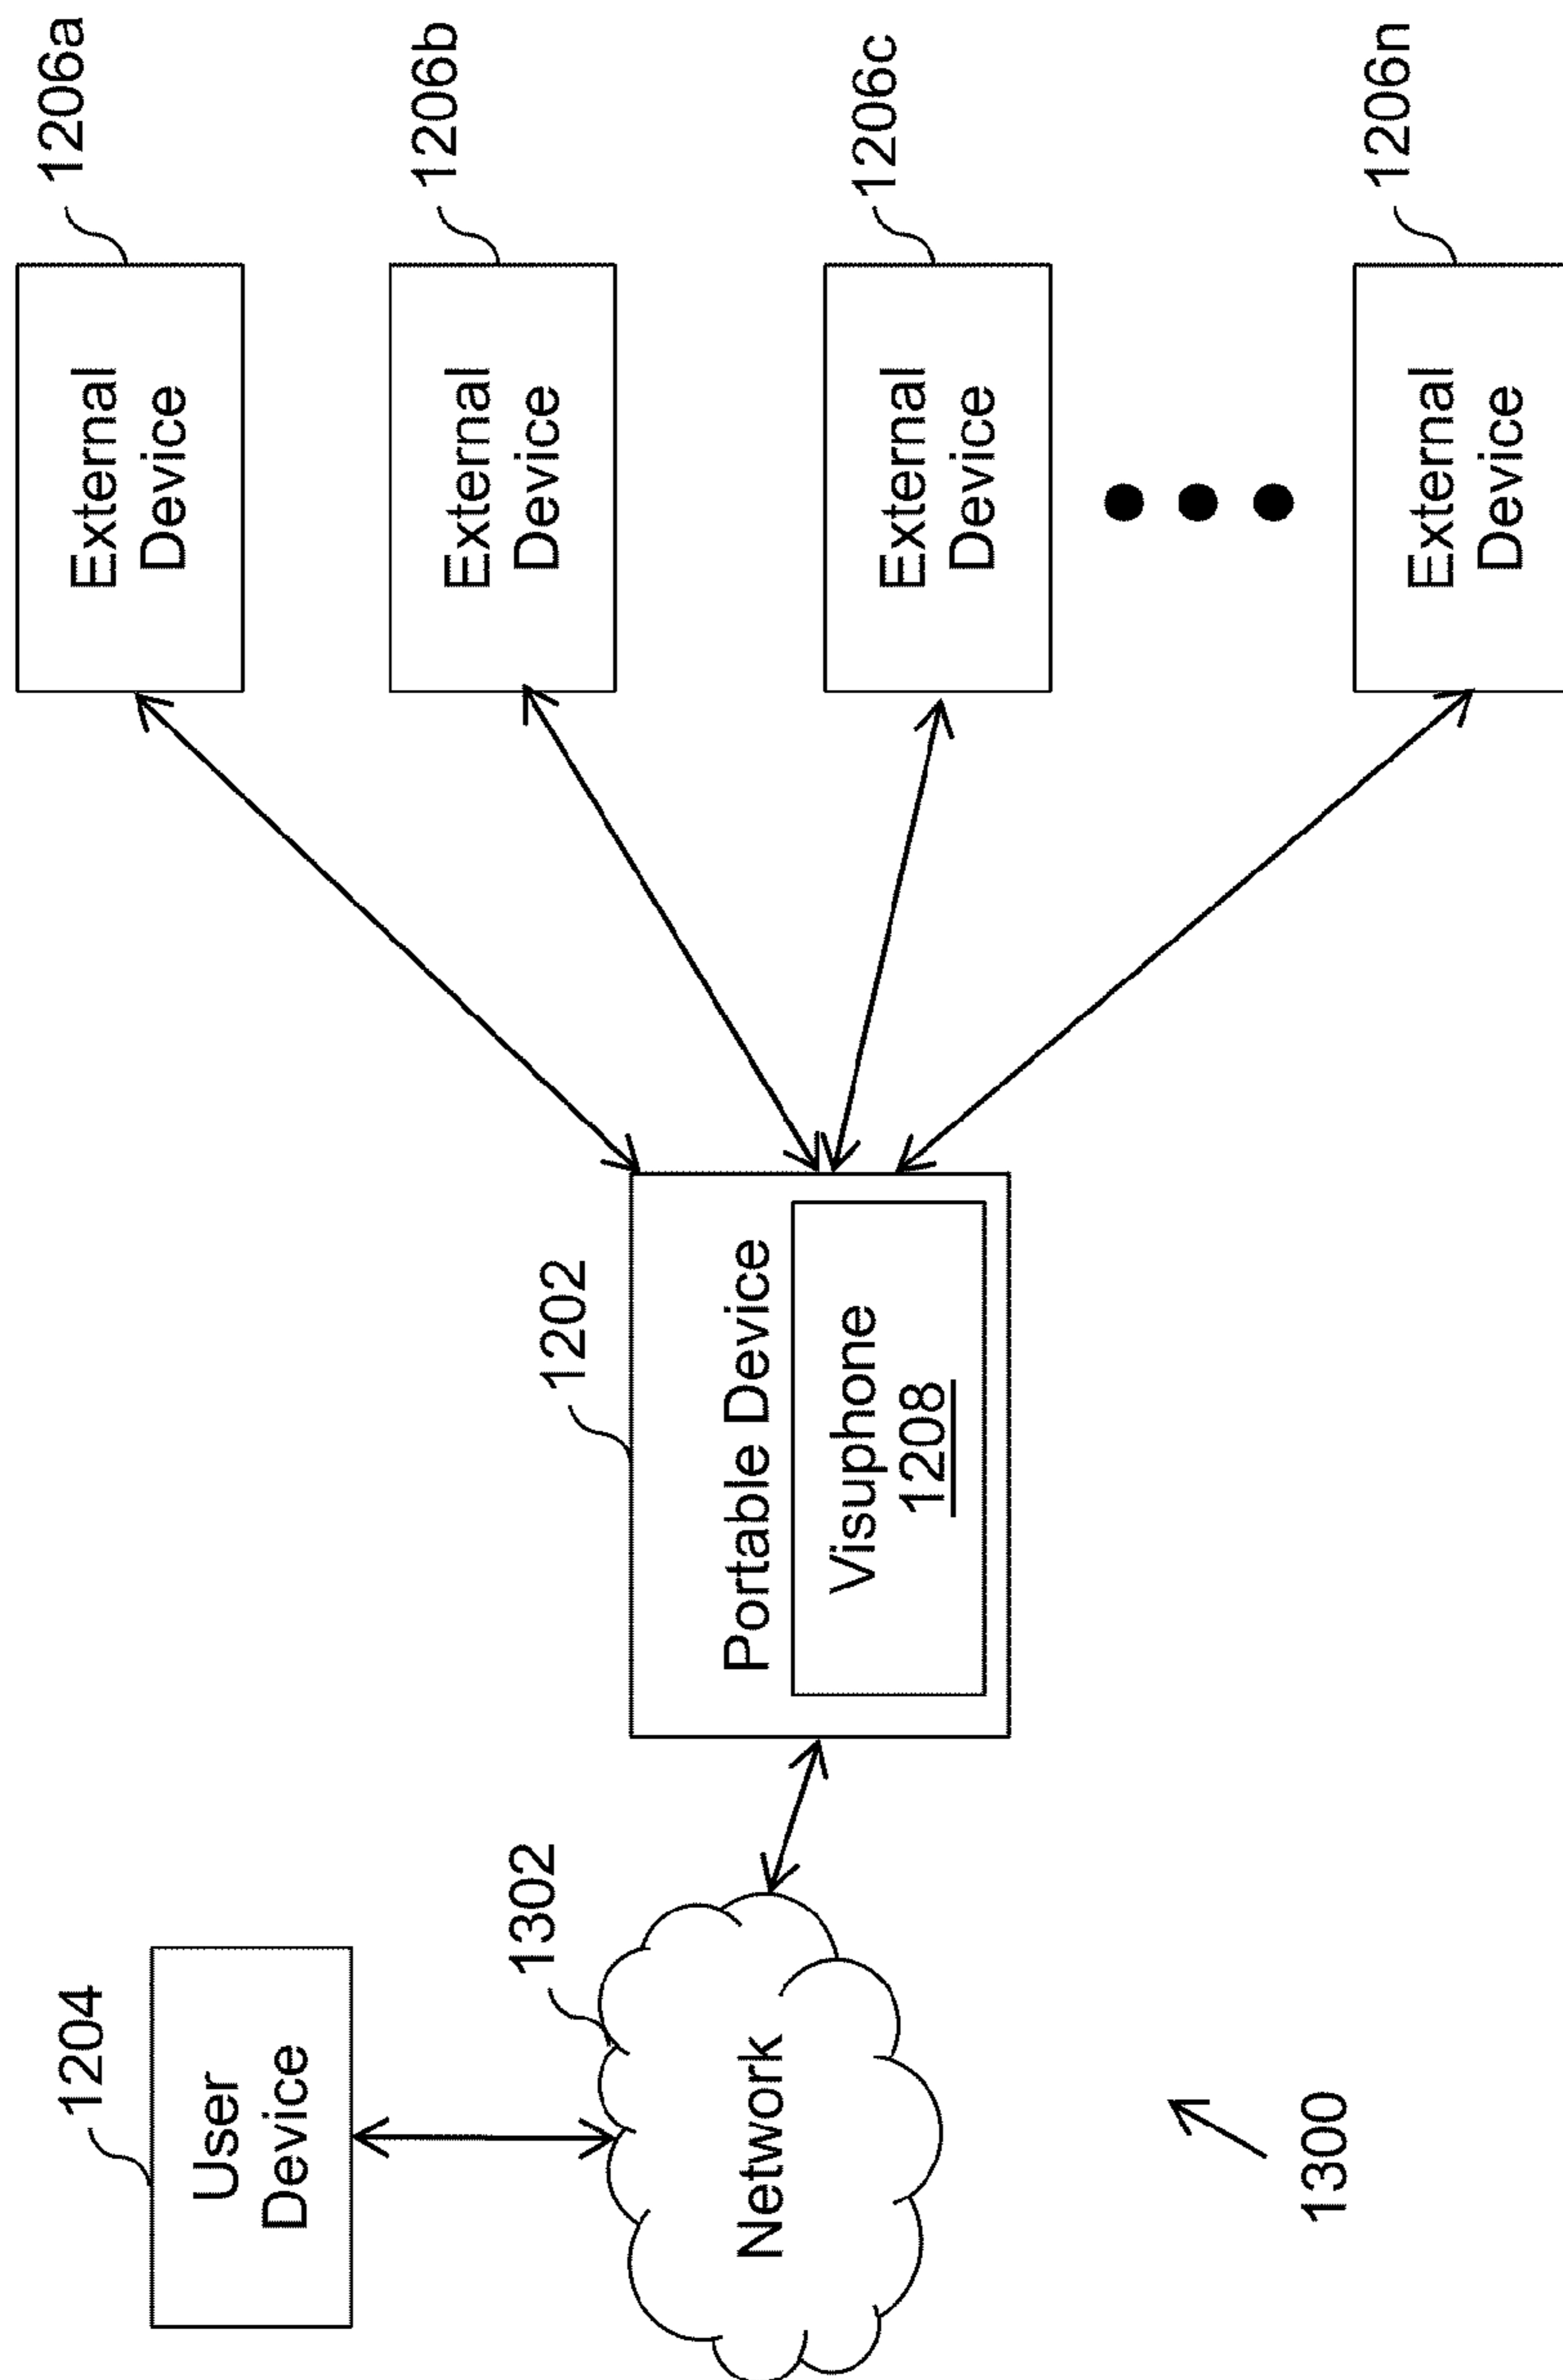 1204
User
Device
1302
Network
1300
1202
Portable Device
Visuphone
1208
1206a
External
Device
1206b
External
Device
1206c
External
Device
1206n
External
Device